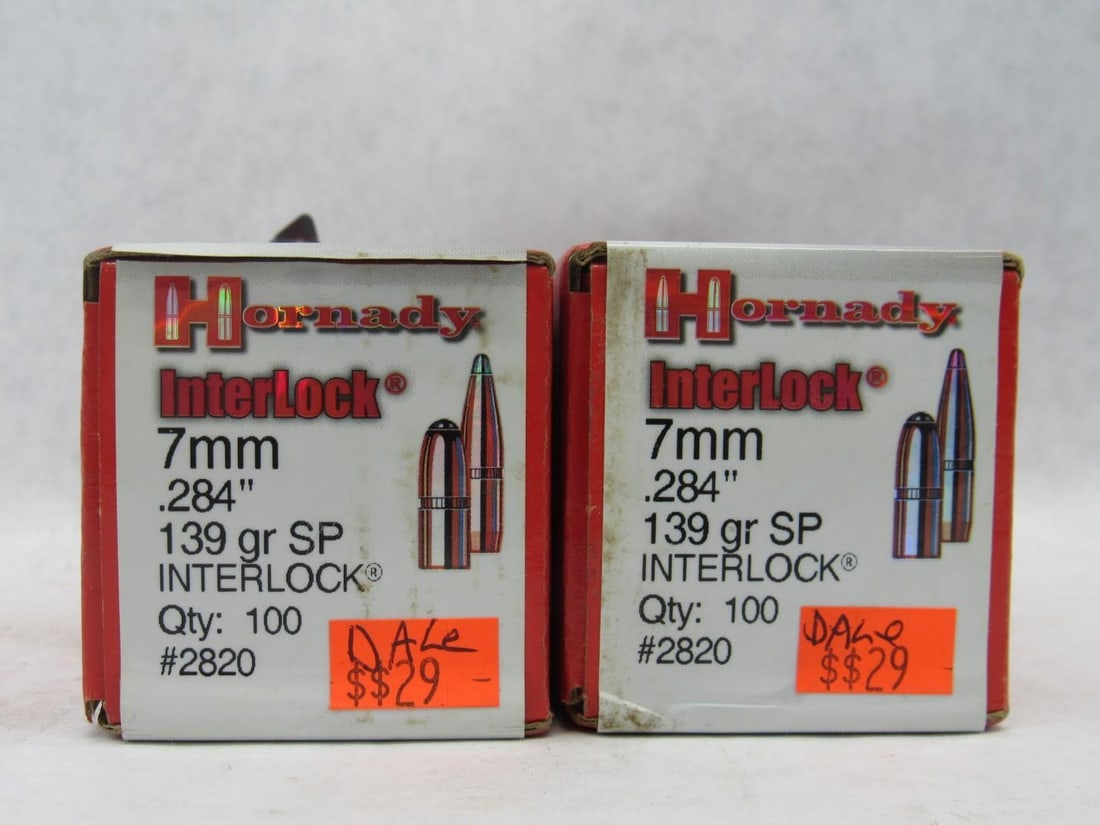 Hornady
InterLock®
7mm
.284"
139 gr SP
INTERLOCK®
Qty: 100
#2820
DALe
$$29 -
Hornady
InterLock®
7mm
.284"
139 gr SP
INTERLOCK®
Qty: 100
#2820
DALe
$$29 -